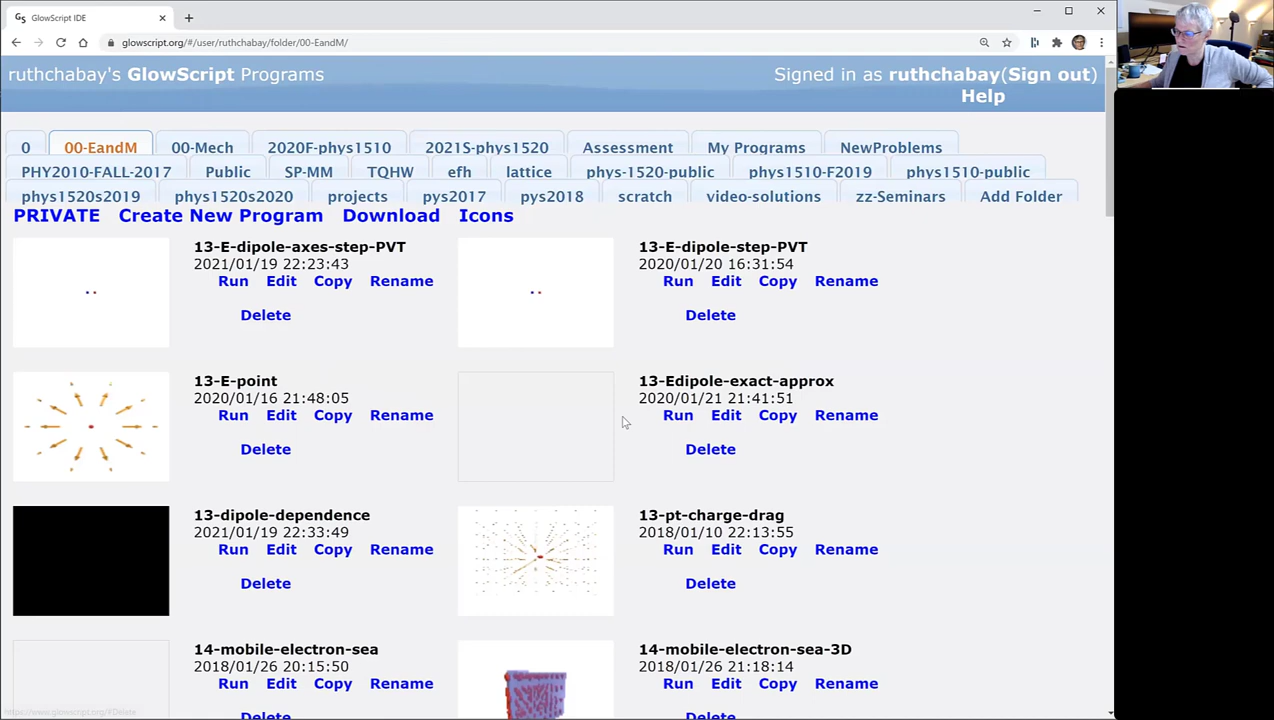 GS GlowScript IDE
glowscript.org/#/user/ruthchabay/folder/00-EandM/
ruthchabay's GlowScript Programs
Signed in as ruthchabay(Sign out)
Help
0 00-EandM 00-Mech 2020F-phys1510 2021S-phys1520 Assessment My Programs NewProblems
PHY2010-FALL-2017 Public SP-MM TQHW efh lattice phys-1520-public phys1510-F2019 phys1510-public
phys1520s2019 phys1520s2020 projects pys2017 pys2018 scratch video-solutions zz-Seminars Add Folder
PRIVATE Create New Program Download Icons
13-E-dipole-axes-step-PVT
2021/01/19 22:23:43
Run Edit Copy Rename
Delete
13-E-dipole-step-PVT
2020/01/20 16:31:54
Run Edit Copy Rename
Delete
13-E-point
2020/01/16 21:48:05
Run Edit Copy Rename
Delete
13-Edipole-exact-approx
2020/01/21 21:41:51
Run Edit Copy Rename
Delete
13-dipole-dependence
2021/01/19 22:33:49
Run Edit Copy Rename
Delete
13-pt-charge-drag
2018/01/10 22:13:55
Run Edit Copy Rename
Delete
14-mobile-electron-sea
2018/01/26 20:15:50
Run Edit Copy Rename
Delete
14-mobile-electron-sea-3D
2018/01/26 21:18:14
Run Edit Copy Rename
Delete
https://www.glowscript.org/#Delete